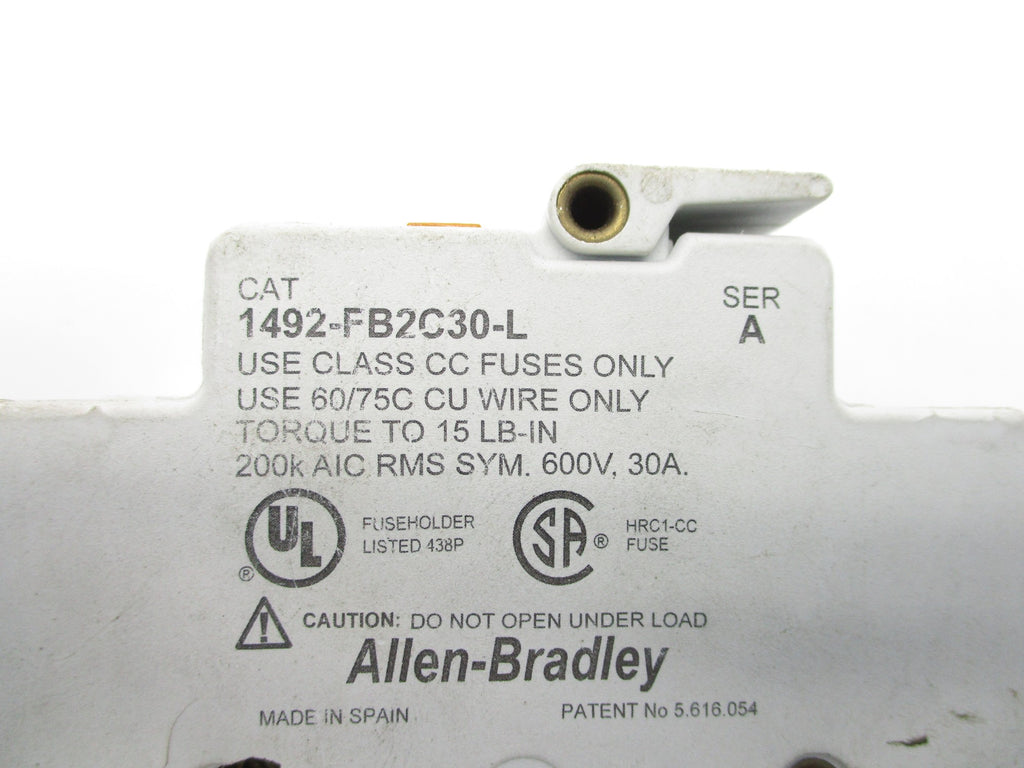 CAT
1492-FB2C30-L
SER
A
USE CLASS CC FUSES ONLY
USE 60/75C CU WIRE ONLY
TORQUE TO 15 LB-IN
200k AIC RMS SYM. 600V, 30A.
UL ®
FUSEHOLDER
LISTED 438P
SA ®
HRC1-CC
FUSE
CAUTION: DO NOT OPEN UNDER LOAD
Allen-Bradley
MADE IN SPAIN
PATENT No 5.616.054